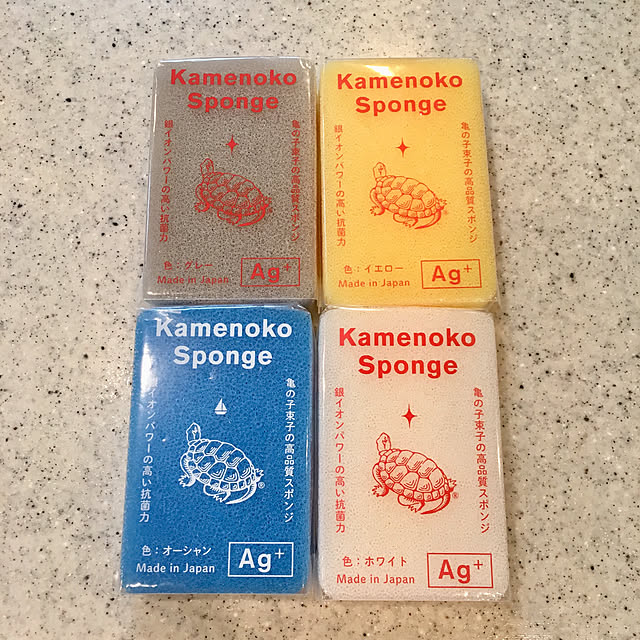 Kamenoko
Sponge
亀の子束子の高品質スポンジ
銀イオンパワーの高い抗菌力
色：グレー
Made in Japan
Ag+
Kamenoko
Sponge
亀の子束子の高品質スポンジ
銀イオンパワーの高い抗菌力
色：イエロー
Made in Japan
Ag+
Kamenoko
Sponge
亀の子束子の高品質スポンジ
銀イオンパワーの高い抗菌力
®
色：オーシャン
Made in Japan
Ag+
Kamenoko
Sponge
亀の子束子の高品質スポンジ
銀イオンパワーの高い抗菌力
®
色：ホワイト
Made in Japan
Ag+